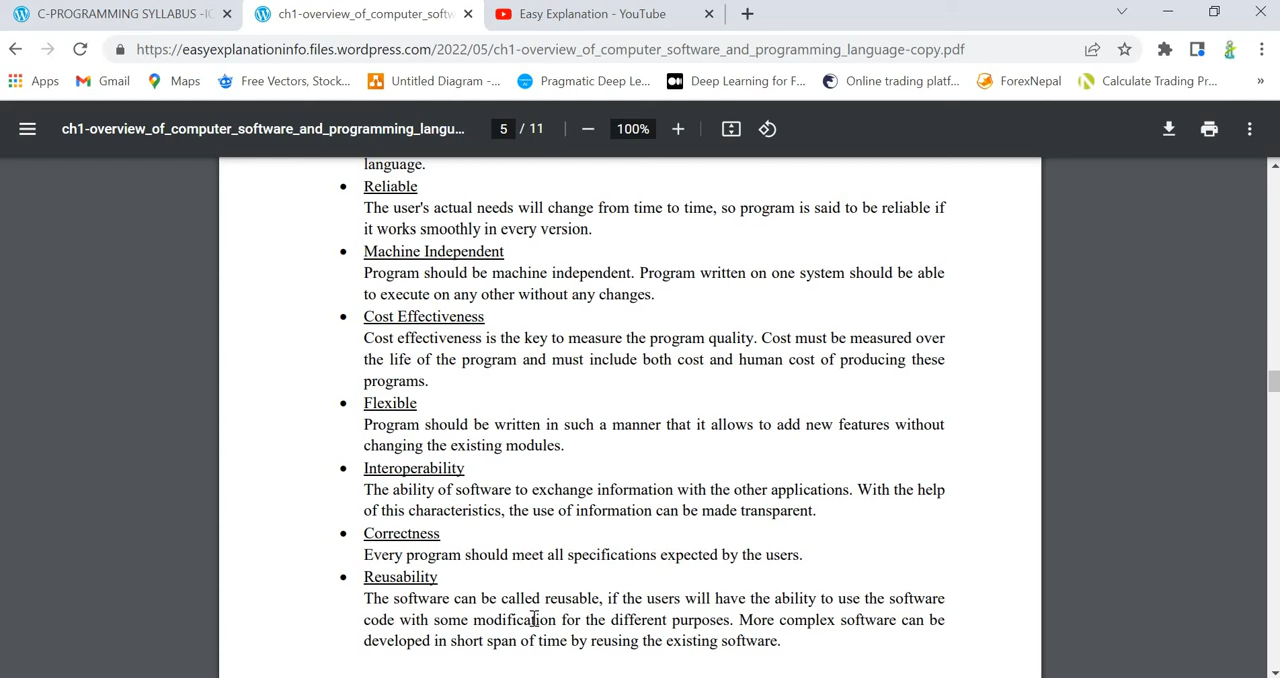 C-PROGRAMMING SYLLABUS -IC
ch1-overview_of_computer_softw
Easy Explanation - YouTube
https://easyexplanationinfo.files.wordpress.com/2022/05/ch1-overview_of_computer_software_and_programming_language-copy.pdf
Apps Gmail Maps Free Vectors, Stock... Untitled Diagram -... Pragmatic Deep Le... Deep Learning for F... Online trading platf... ForexNepal Calculate Trading Pr... »
ch1-overview_of_computer_software_and_programming_langu... 5 / 11 100%
language.
• Reliable
The user's actual needs will change from time to time, so program is said to be reliable if
it works smoothly in every version.
• Machine Independent
Program should be machine independent. Program written on one system should be able
to execute on any other without any changes.
• Cost Effectiveness
Cost effectiveness is the key to measure the program quality. Cost must be measured over
the life of the program and must include both cost and human cost of producing these
programs.
• Flexible
Program should be written in such a manner that it allows to add new features without
changing the existing modules.
• Interoperability
The ability of software to exchange information with the other applications. With the help
of this characteristics, the use of information can be made transparent.
• Correctness
Every program should meet all specifications expected by the users.
• Reusability
The software can be called reusable, if the users will have the ability to use the software
code with some modification for the different purposes. More complex software can be
developed in short span of time by reusing the existing software.